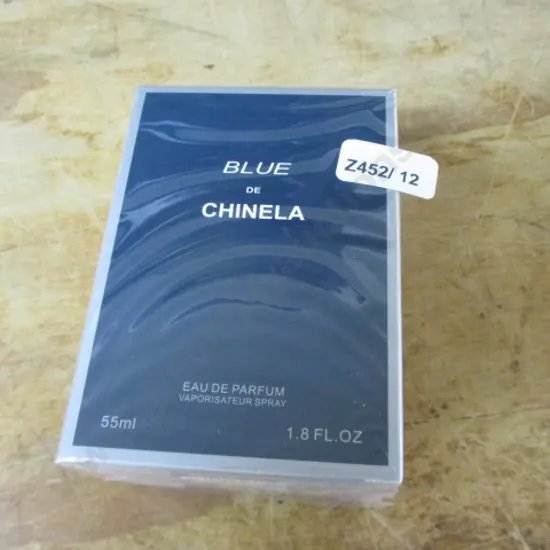 BLUE
DE
CHINELA
Z452/ 12
EAU DE PARFUM
VAPORISATEUR SPRAY
55ml
1.8 FL.OZ